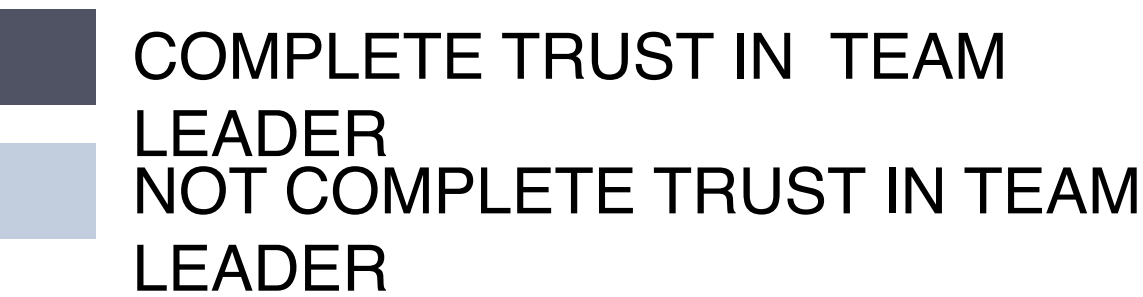 COMPLETE TRUST IN TEAM
LEADER
NOT COMPLETE TRUST IN TEAM
LEADER